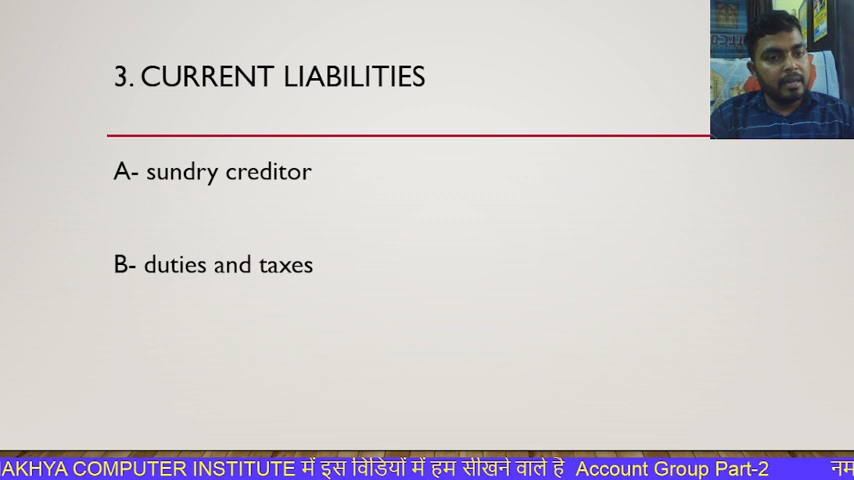 3. CURRENT LIABILITIES
A- sundry creditor
B- duties and taxes
AKHYA COMPUTER INSTITUTE में इस विडियों में हम सीखने वाले है Account Group Part-2 नम